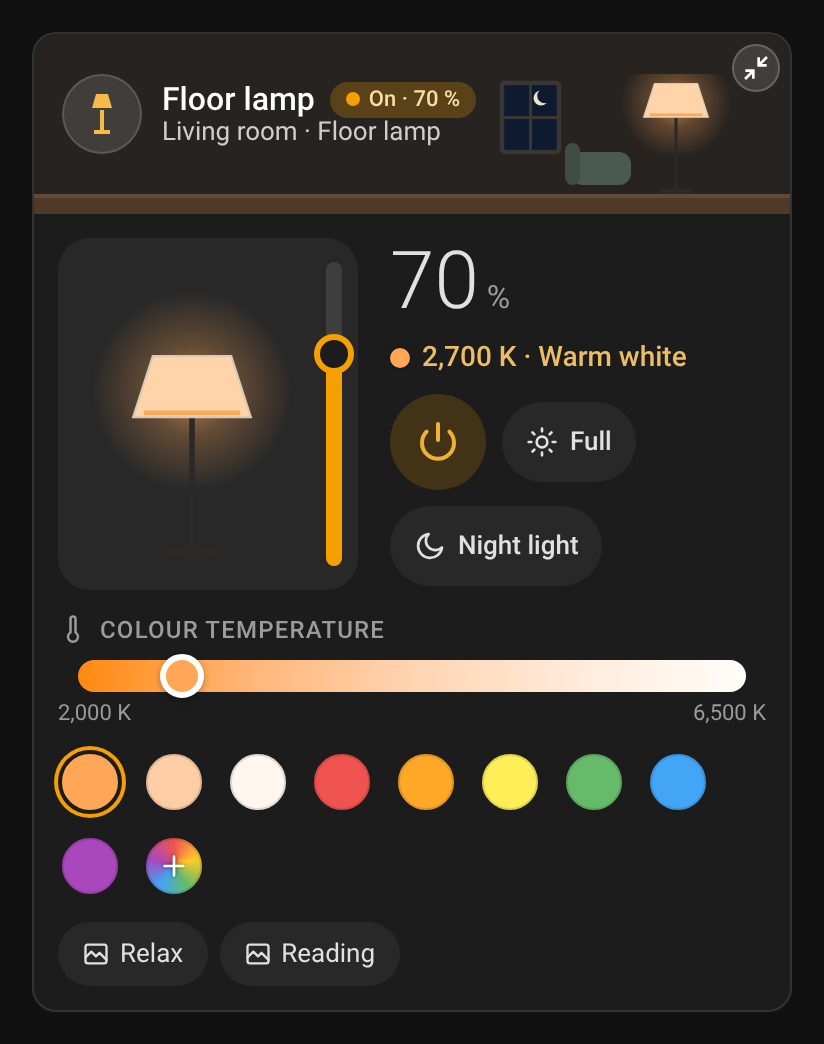 Floor lamp
On · 70 %
Living room · Floor lamp
70 %
2,700 K · Warm white
Full
Night light
COLOUR TEMPERATURE
2,000 K
6,500 K
Relax
Reading